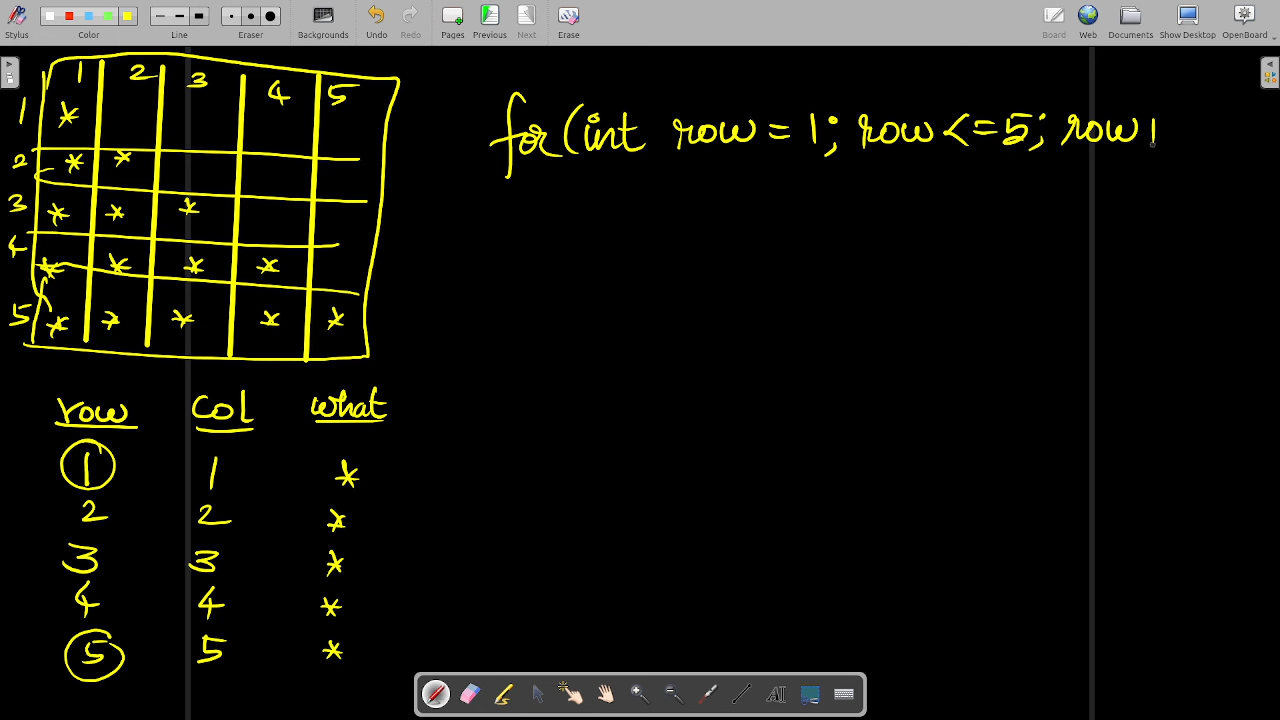 Stylus Color Line Eraser Backgrounds Undo Redo Pages Previous Next Erase Board Web Documents Show Desktop OpenBoard
1 2 3 4 5
1 *
2 * *
3 * * *
4 * * * *
5 * * * * *
for(int row = 1; row <= 5; row
row col what
1 1 *
2 2 *
3 3 *
4 4 *
5 5 *
AI